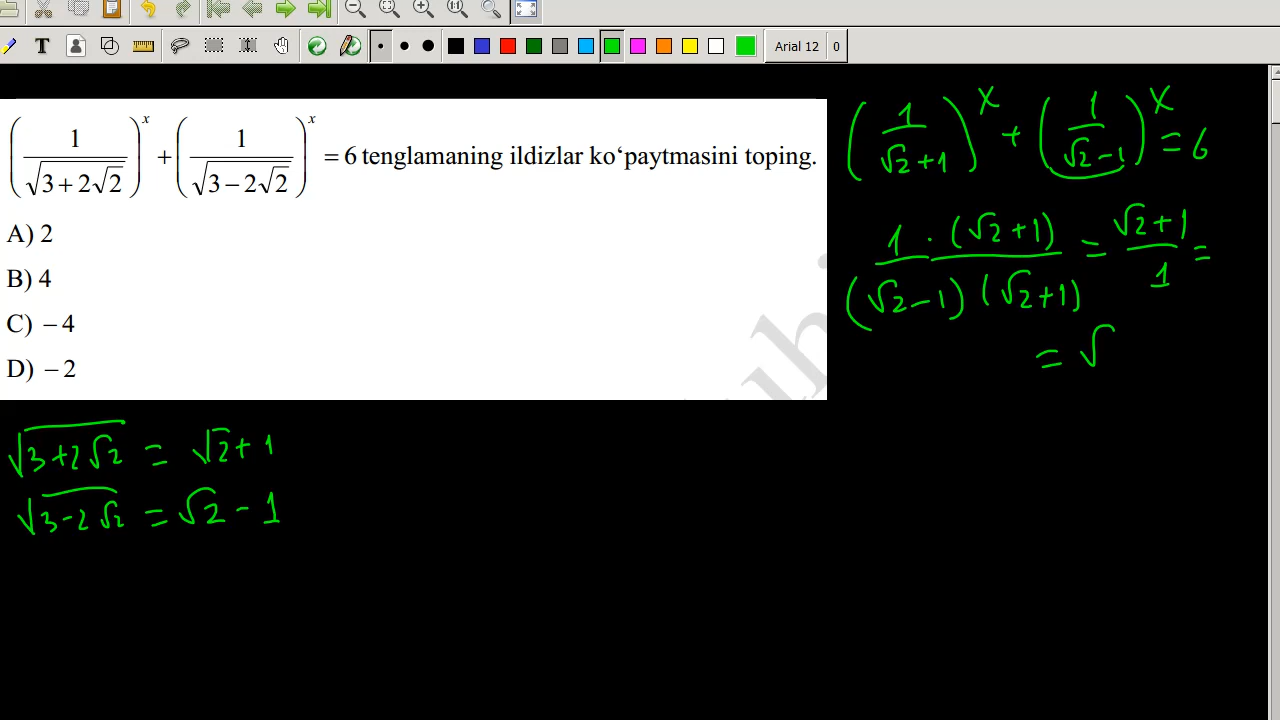 Arial 12 0
(1/√(3+2√2))^x + (1/√(3−2√2))^x = 6 tenglamaning ildizlar ko‘paytmasini toping.
A) 2
B) 4
C) −4
D) −2
√(3+2√2) = √2+1
√(3-2√2) = √2-1
(1/(√2+1))^x + (1/(√2-1))^x = 6
1·(√2+1)/((√2-1)(√2+1)) = (√2+1)/1 =
= √